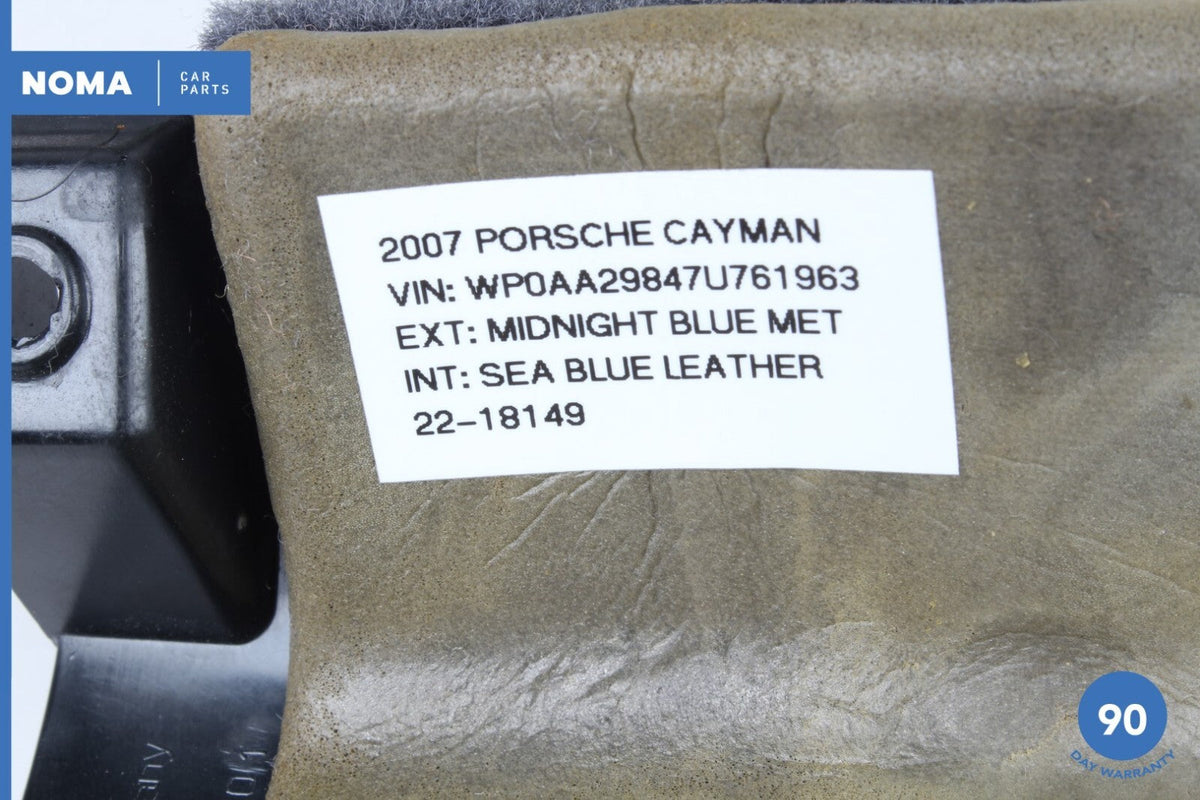 NOMA
CAR
PARTS
2007 PORSCHE CAYMAN
VIN: WP0AA29847U761963
EXT: MIDNIGHT BLUE MET
INT: SEA BLUE LEATHER
22-18149
90
DAY WARRANTY